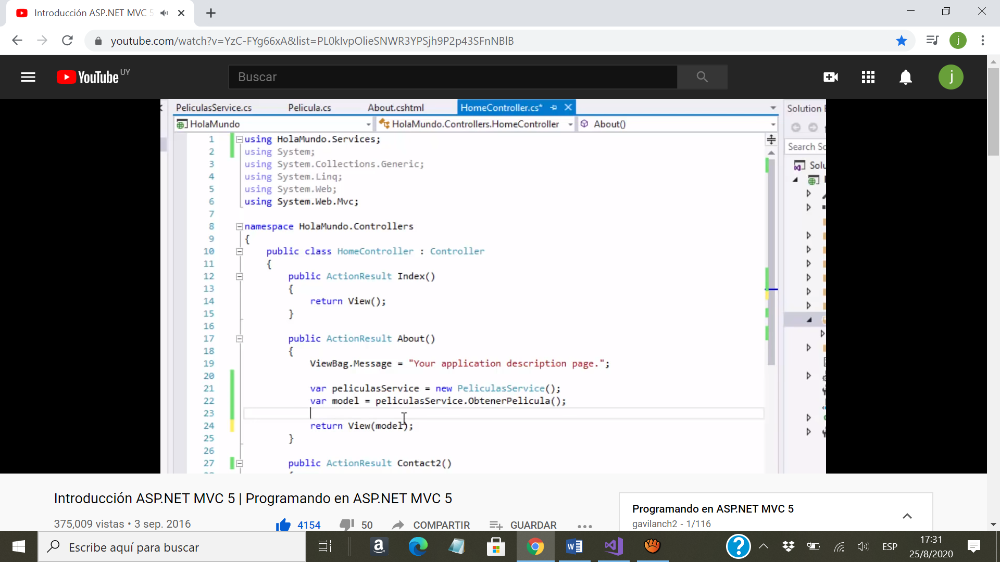 Introducción ASP.NET MVC 5
youtube.com/watch?v=YzC-FYg66xA&list=PL0kIvpOlieSNWR3YPSjh9P2p43SFnNBlB
j
YouTube UY
Buscar
j
PeliculasService.cs Pelicula.cs About.cshtml HomeController.cs*
Solution
HolaMundo HolaMundo.Controllers.HomeController About()
Search
1 using HolaMundo.Services;
2 using System;
3 using System.Collections.Generic;
4 using System.Linq;
5 using System.Web;
6 using System.Web.Mvc;
7
8 namespace HolaMundo.Controllers
9 {
10 public class HomeController : Controller
11 {
12 public ActionResult Index()
13 {
14 return View();
15 }
16
17 public ActionResult About()
18 {
19 ViewBag.Message = "Your application description page.";
20
21 var peliculasService = new PeliculasService();
22 var model = peliculasService.ObtenerPelicula();
23
24 return View(model);
25 }
26
27 public ActionResult Contact2()
Introducción ASP.NET MVC 5 | Programando en ASP.NET MVC 5
375,009 vistas • 3 sep. 2016
4154 50 COMPARTIR GUARDAR
Programando en ASP.NET MVC 5
gavilanch2 - 1/116
Escribe aquí para buscar
ESP
17:31
25/8/2020